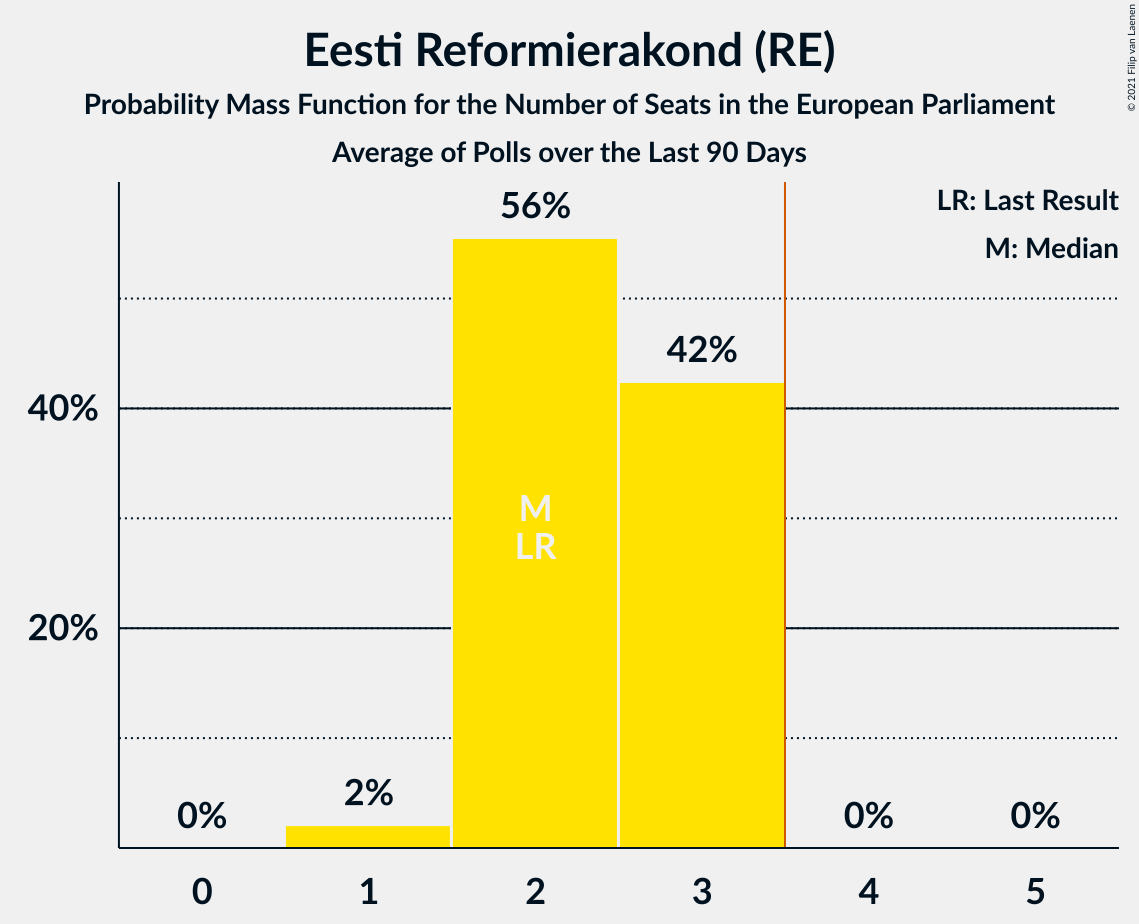 Eesti Reformierakond (RE)
Probability Mass Function for the Number of Seats in the European Parliament
Average of Polls over the Last 90 Days
© 2021 Filip van Laenen
LR: Last Result
M: Median
56%
42%
40%
M
LR
20%
2%
0%
0%
0%
0
1
2
3
4
5